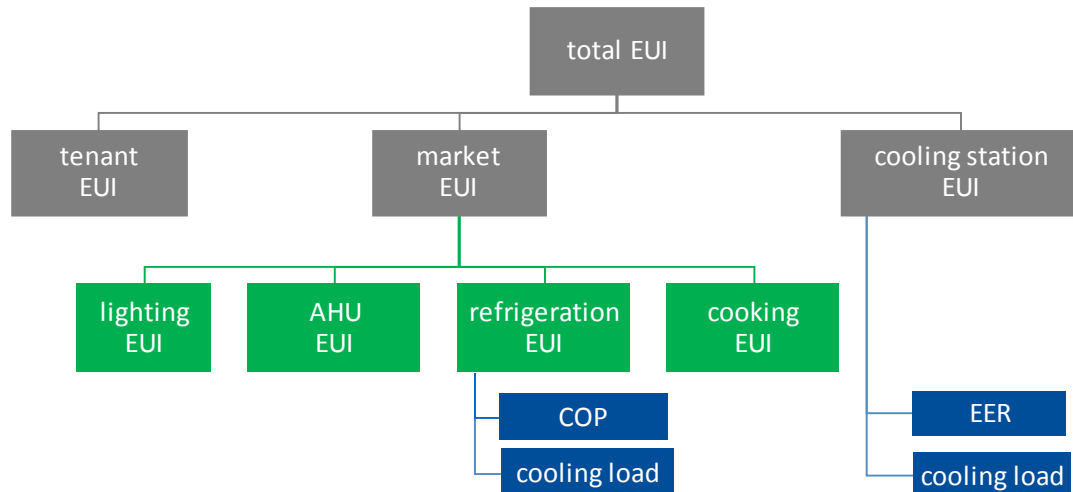 total EUI
tenant
EUI
market
EUI
cooling station
EUI
lighting
EUI
AHU
EUI
refrigeration
EUI
cooking
EUI
COP
cooling load
EER
cooling load